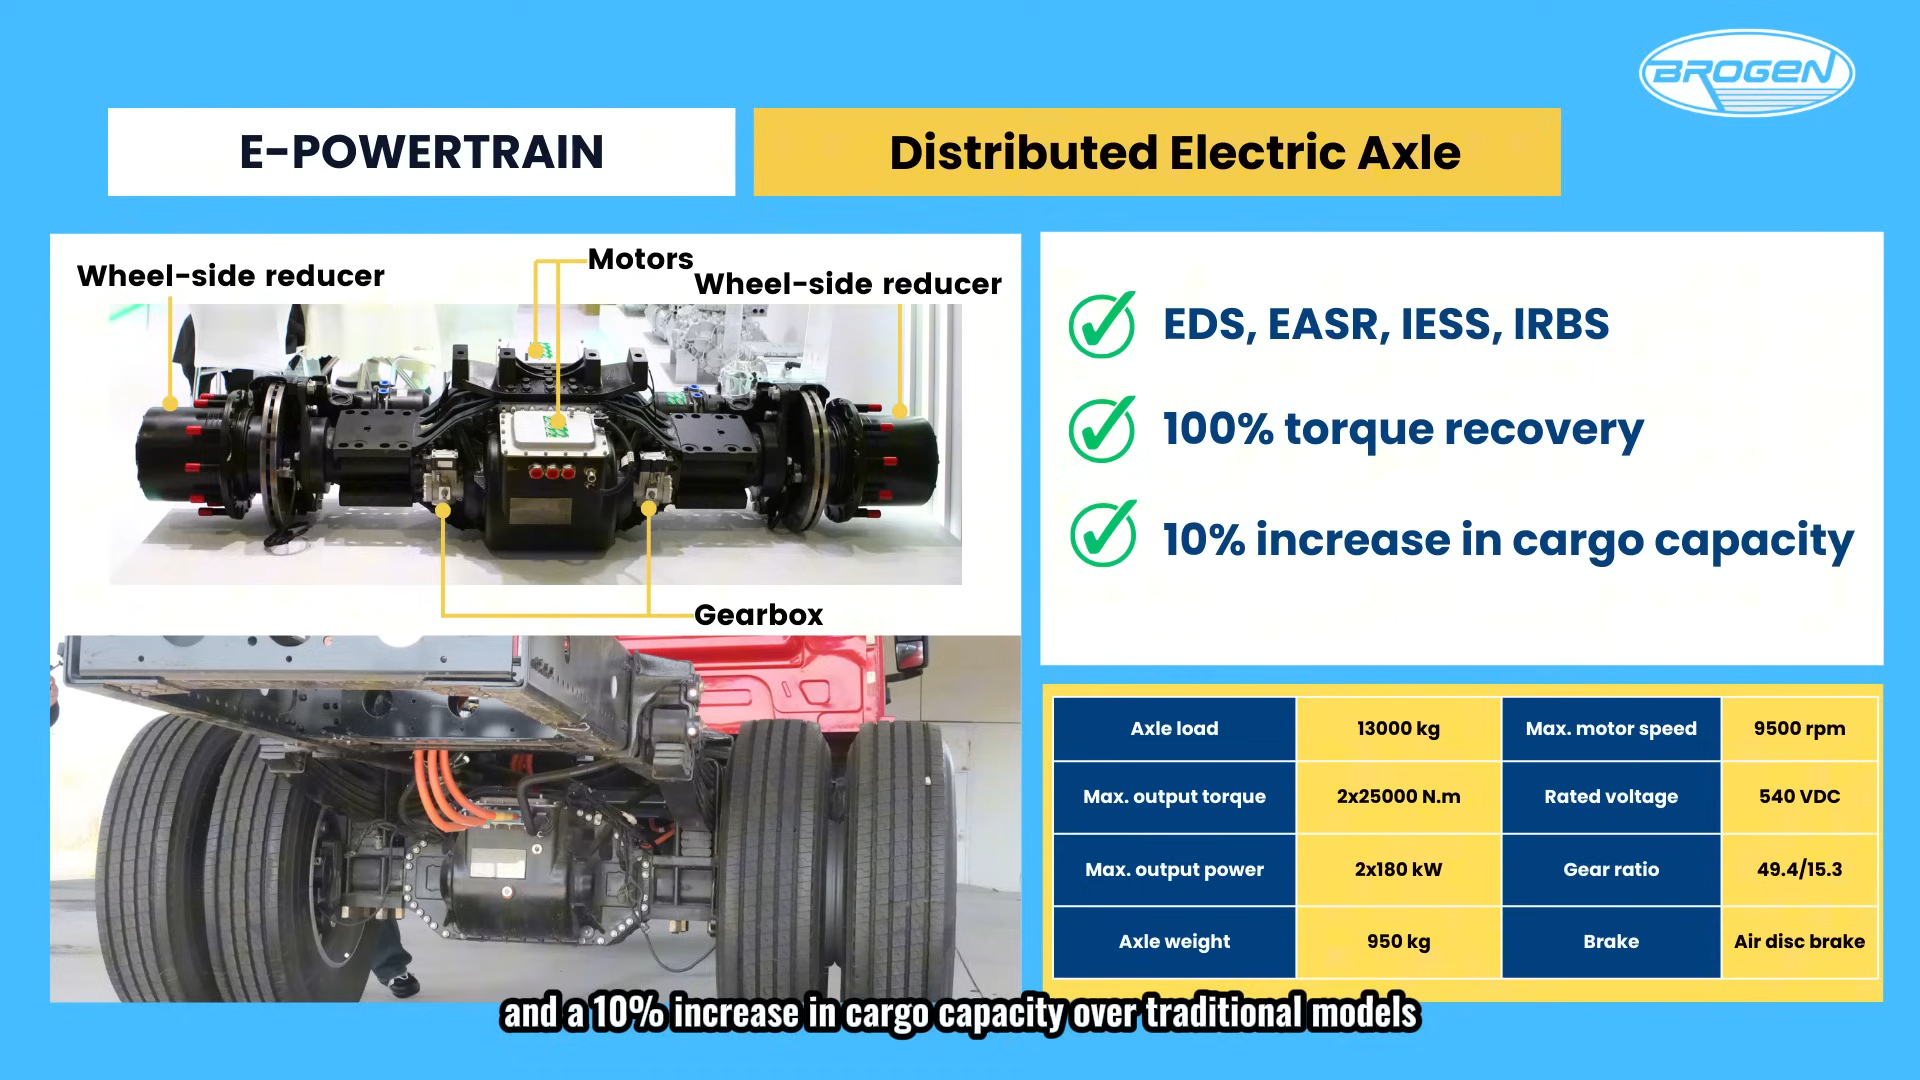 BROGEN
E-POWERTRAIN
Distributed Electric Axle
Wheel-side reducer
Motors
Wheel-side reducer
Gearbox
EDS, EASR, IESS, IRBS
100% torque recovery
10% increase in cargo capacity
Axle load 13000 kg Max. motor speed 9500 rpm
Max. output torque 2x25000 N.m Rated voltage 540 VDC
Max. output power 2x180 kW Gear ratio 49.4/15.3
Axle weight 950 kg Brake Air disc brake
and a 10% increase in cargo capacity over traditional models